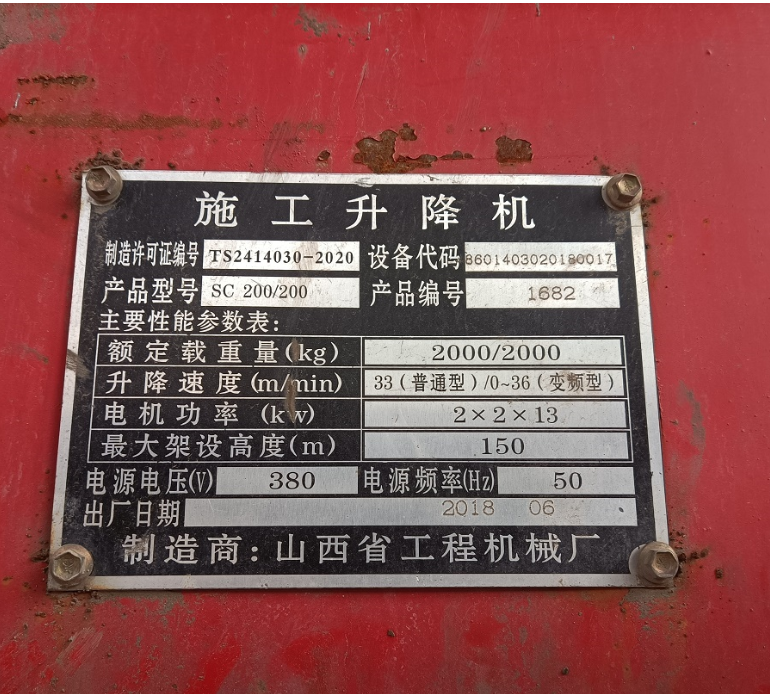 施工升降机
制造许可证编号 TS2414030-2020 设备代码 8601403020180017
产品型号 SC 200/200 产品编号 1682
主要性能参数表:
额定载重量(kg) 2000/2000
升降速度(m/min) 33(普通型)/0~36(变频型)
电机功率 (kw) 2×2×13
最大架设高度(m) 150
电源电压(V) 380 电源频率(Hz) 50
出厂日期 2018 06
制造商:山西省工程机械厂